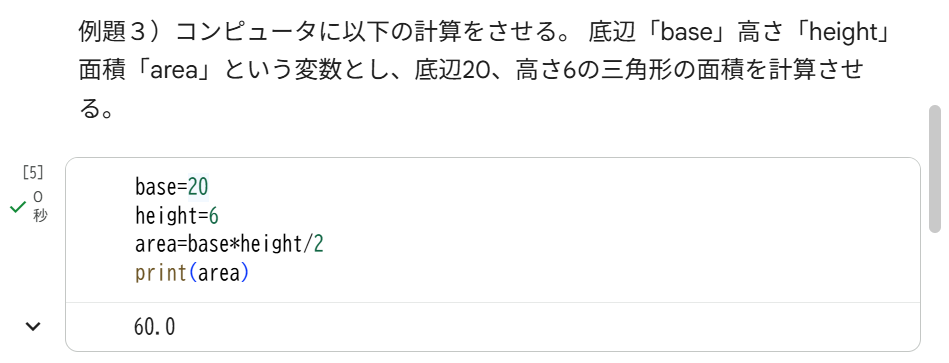 例題３）コンピュータに以下の計算をさせる。 底辺「base」高さ「height」
面積「area」という変数とし、底辺20、高さ6の三角形の面積を計算させ
る。
[5]
0
秒
base=20
height=6
area=base*height/2
print(area)
60.0